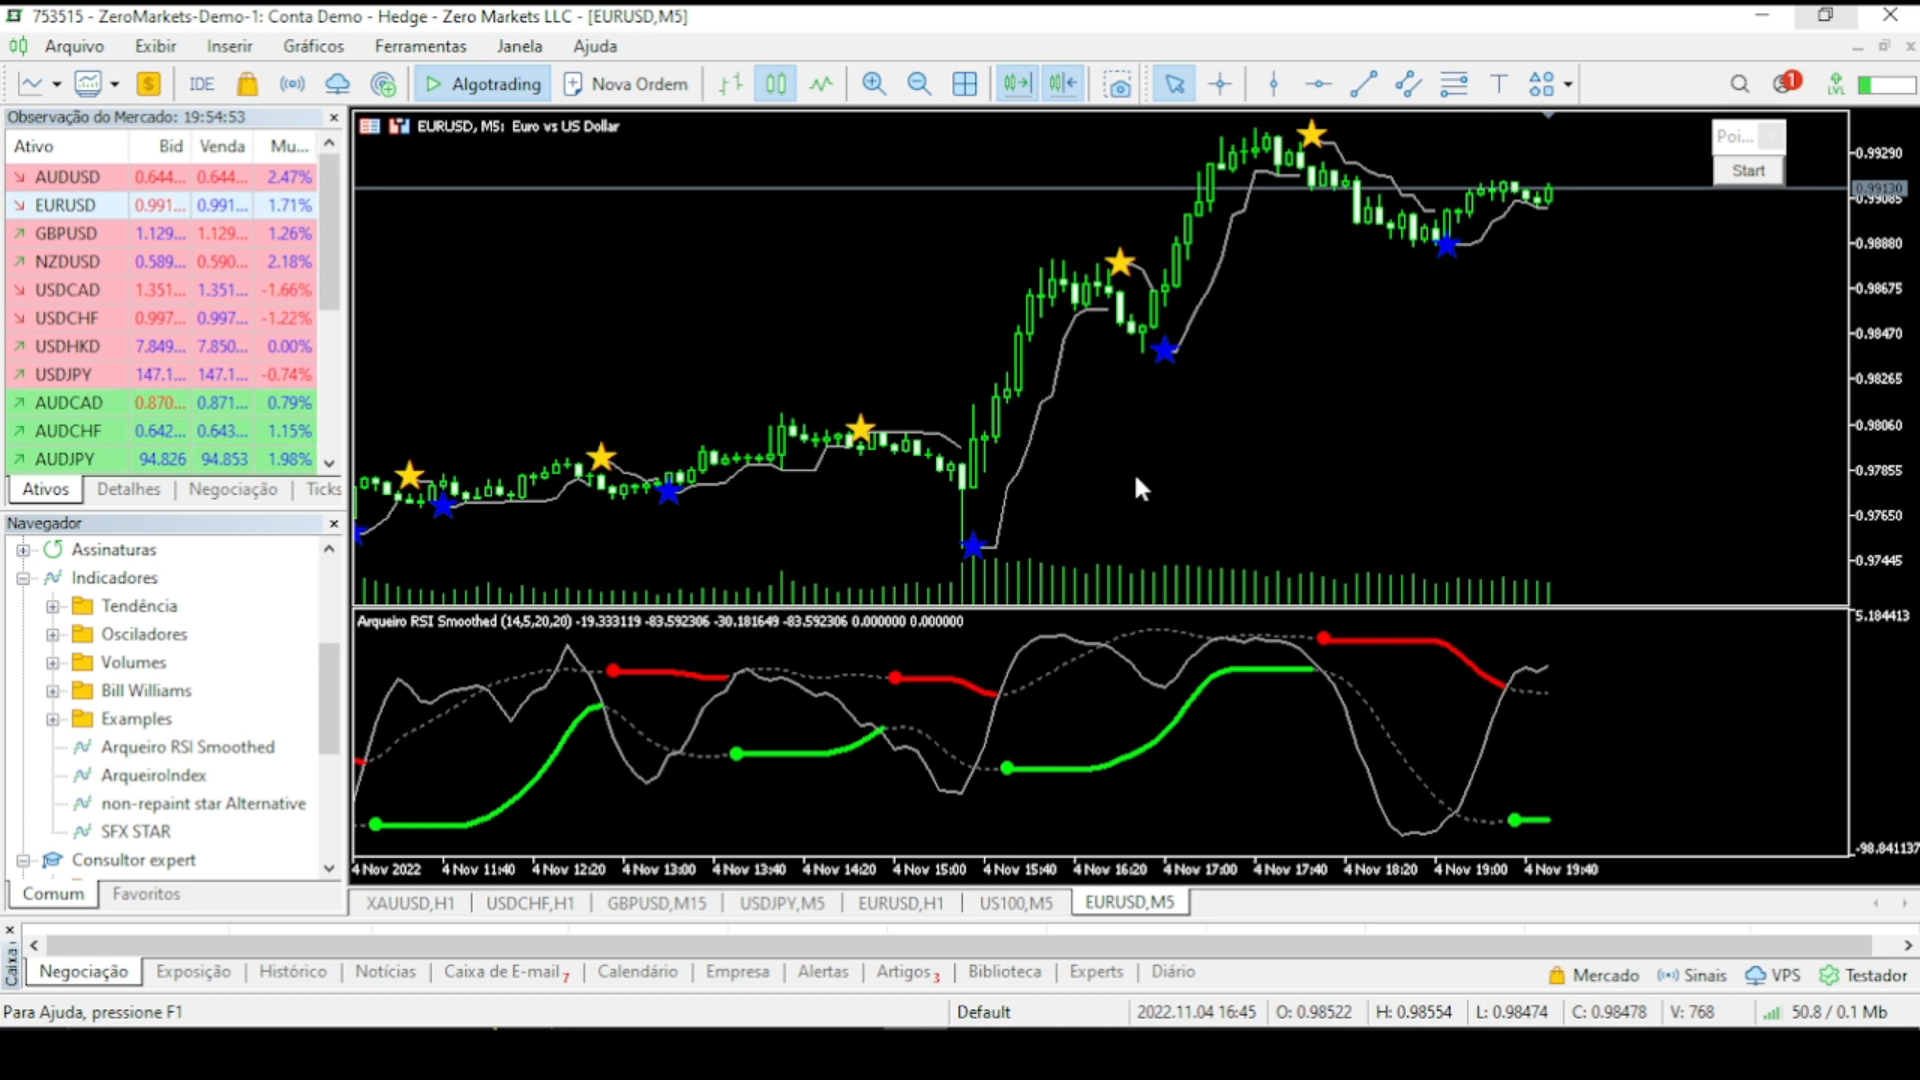 753515 - ZeroMarkets-Demo-1: Conta Demo - Hedge - Zero Markets LLC - [EURUSD,M5]
Arquivo Exibir Inserir Gráficos Ferramentas Janela Ajuda
IDE Algotrading Nova Ordem 1 LVL
Observação do Mercado: 19:54:53
Ativo Bid Venda Mu...
AUDUSD 0.644... 0.644... 2.47%
EURUSD 0.991... 0.991... 1.71%
GBPUSD 1.129... 1.129... 1.26%
NZDUSD 0.589... 0.590... 2.18%
USDCAD 1.351... 1.351... -1.66%
USDCHF 0.997... 0.997... -1.22%
USDHKD 7.849... 7.850... 0.00%
USDJPY 147.1... 147.1... -0.74%
AUDCAD 0.870... 0.871... 0.79%
AUDCHF 0.642... 0.643... 1.15%
AUDJPY 94.826 94.853 1.98%
Ativos Detalhes Negociação Ticks
Navegador
Assinaturas
Indicadores
Tendência
Osciladores
Volumes
Bill Williams
Examples
Arqueiro RSI Smoothed
ArqueiroIndex
non-repaint star Alternative
SFX STAR
Consultor expert
Comum Favoritos
EURUSD, M5: Euro vs US Dollar
Poi...
Start
0.99290
0.99130
0.99085
0.98880
0.98675
0.98470
0.98265
0.98060
0.97855
0.97650
0.97445
Arqueiro RSI Smoothed (14,5,20,20) -19.333119 -83.592306 -30.181649 -83.592306 0.000000 0.000000
5.184413
-98.841137
4 Nov 2022 4 Nov 11:40 4 Nov 12:20 4 Nov 13:00 4 Nov 13:40 4 Nov 14:20 4 Nov 15:00 4 Nov 15:40 4 Nov 16:20 4 Nov 17:00 4 Nov 17:40 4 Nov 18:20 4 Nov 19:00 4 Nov 19:40
XAUUSD,H1 USDCHF,H1 GBPUSD,M15 USDJPY,M5 EURUSD,H1 US100,M5 EURUSD,M5
Negociação Exposição Histórico Notícias Caixa de E-mail 7 Calendário Empresa Alertas Artigos 3 Biblioteca Experts Diário Mercado Sinais VPS Testador
Para Ajuda, pressione F1 Default 2022.11.04 16:45 O: 0.98522 H: 0.98554 L: 0.98474 C: 0.98478 V: 768 50.8 / 0.1 Mb